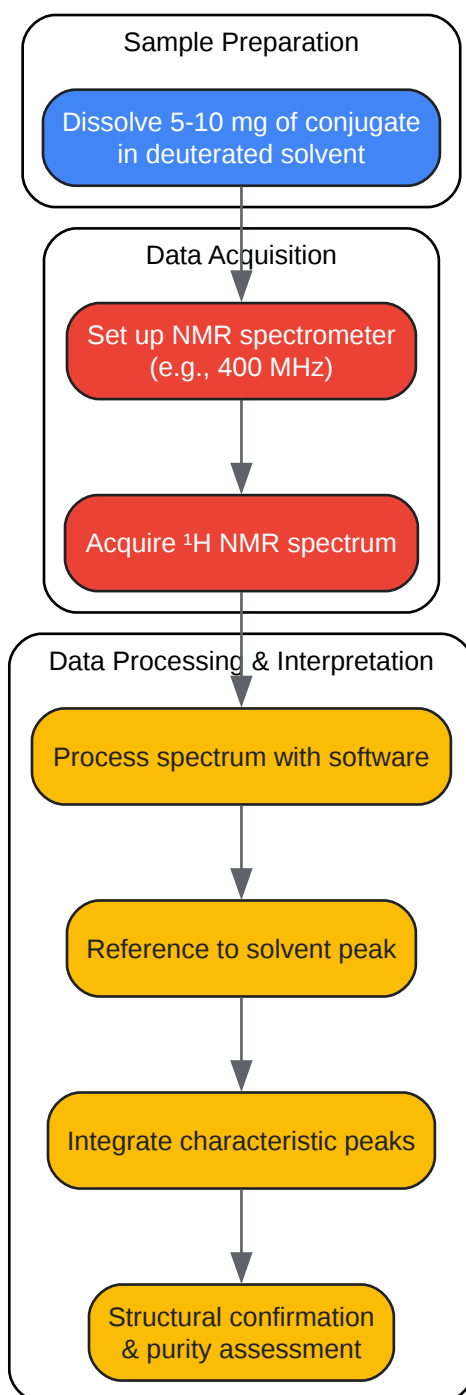 Sample Preparation
Dissolve 5-10 mg of conjugate
in deuterated solvent
Data Acquisition
Set up NMR spectrometer
(e.g., 400 MHz)
Acquire ¹H NMR spectrum
Data Processing & Interpretation
Process spectrum with software
Reference to solvent peak
Integrate characteristic peaks
Structural confirmation
& purity assessment